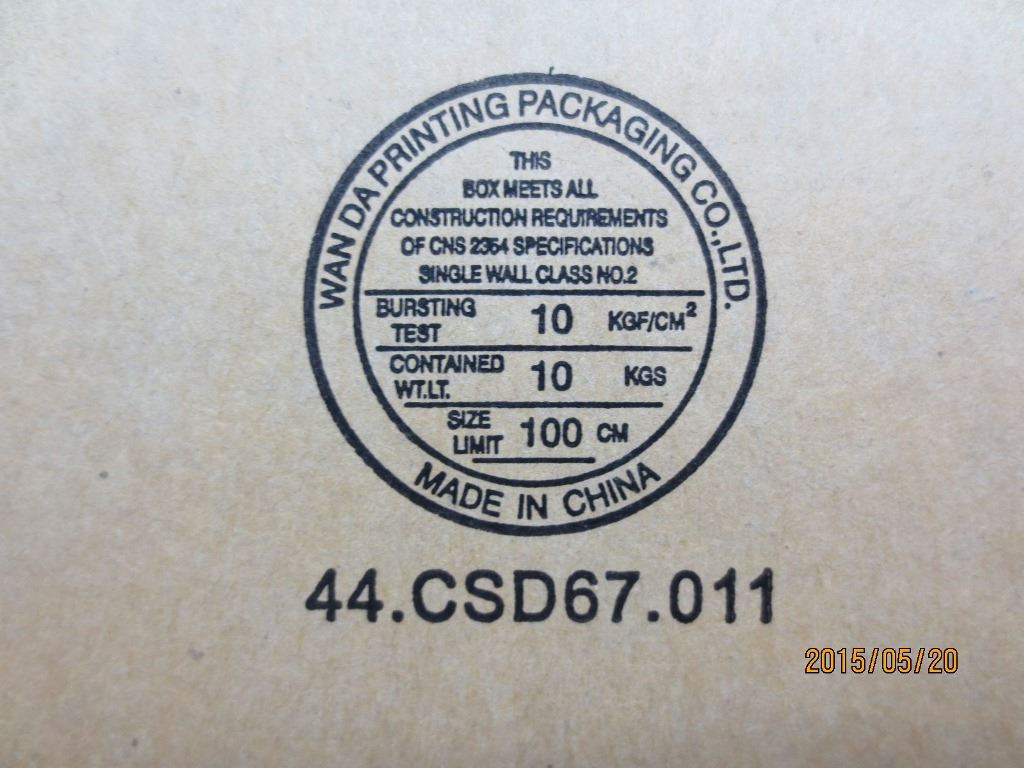 WAN DA PRINTING PACKAGING CO.,LTD.
THIS
BOX MEETS ALL
CONSTRUCTION REQUIREMENTS
OF CNS 2354 SPECIFICATIONS
SINGLE WALL CLASS NO.2
BURSTING TEST 10 KGF/CM²
CONTAINED WT.LT. 10 KGS
SIZE LIMIT 100 CM
MADE IN CHINA
44.CSD67.011
2015/05/20